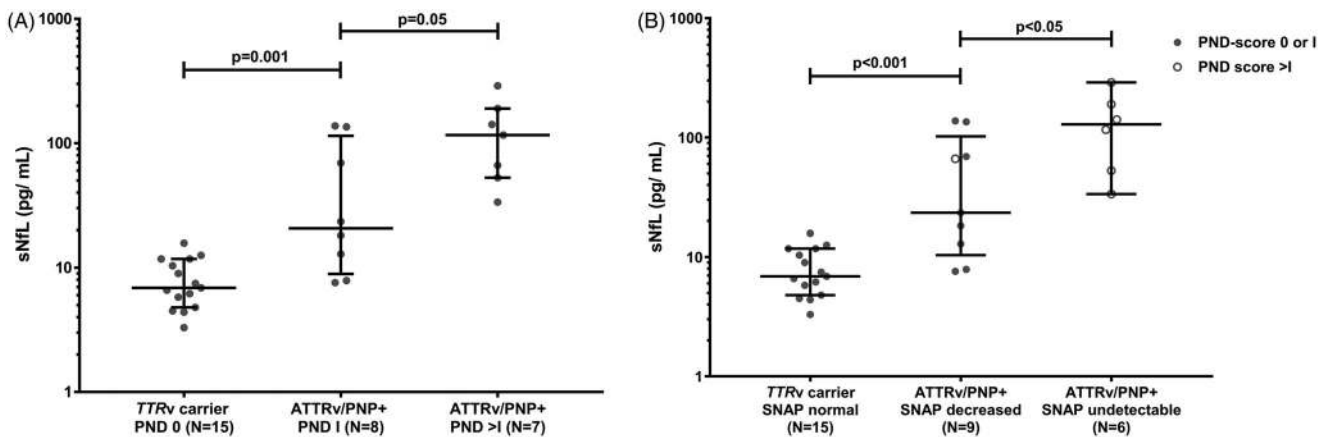 (A)
1000
100
10
1
sNfL (pg/ mL)
p=0.001
p=0.05
TTRv carrier
PND 0 (N=15)
ATTRv/PNP+
PND I (N=8)
ATTRv/PNP+
PND >I (N=7)
(B)
1000
100
10
1
sNfL (pg/ mL)
p<0.001
p<0.05
PND-score 0 or I
PND score >I
TTRv carrier
SNAP normal
(N=15)
ATTRv/PNP+
SNAP decreased
(N=9)
ATTRv/PNP+
SNAP undetectable
(N=6)